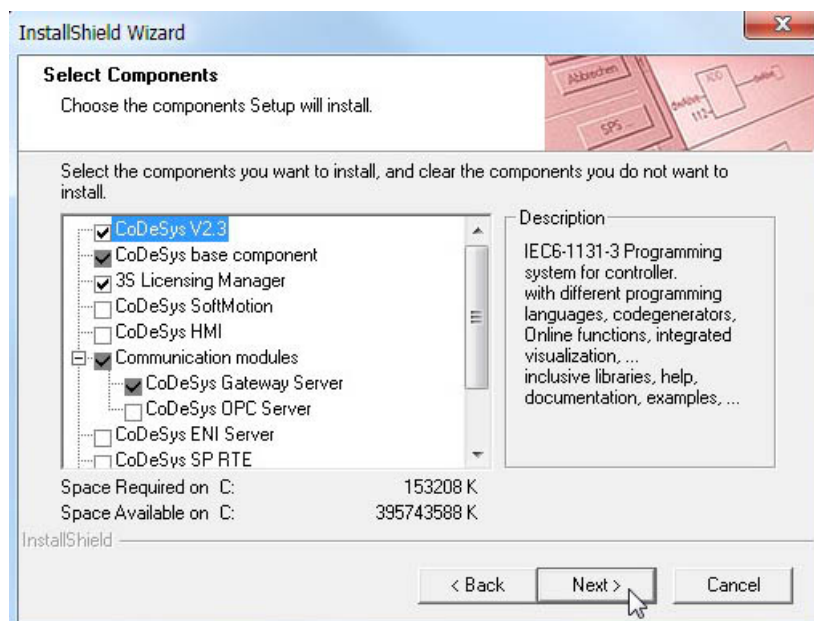 InstallShield Wizard
Select Components
Choose the components Setup will install.
Abbrechen
SPS...
ADD
112
Select the components you want to install, and clear the components you do not want to
install.
CoDeSys V2.3
CoDeSys base component
3S Licensing Manager
CoDeSys SoftMotion
CoDeSys HMI
Communication modules
CoDeSys Gateway Server
CoDeSys OPC Server
CoDeSys ENI Server
CoDeSys SP RTE
Description
IEC6-1131-3 Programming
system for controller.
with different programming
languages, codegenerators,
Online functions, integrated
visualization, ...
inclusive libraries, help,
documentation, examples, ...
Space Required on C: 153208 K
Space Available on C: 395743588 K
InstallShield
< Back
Next >
Cancel